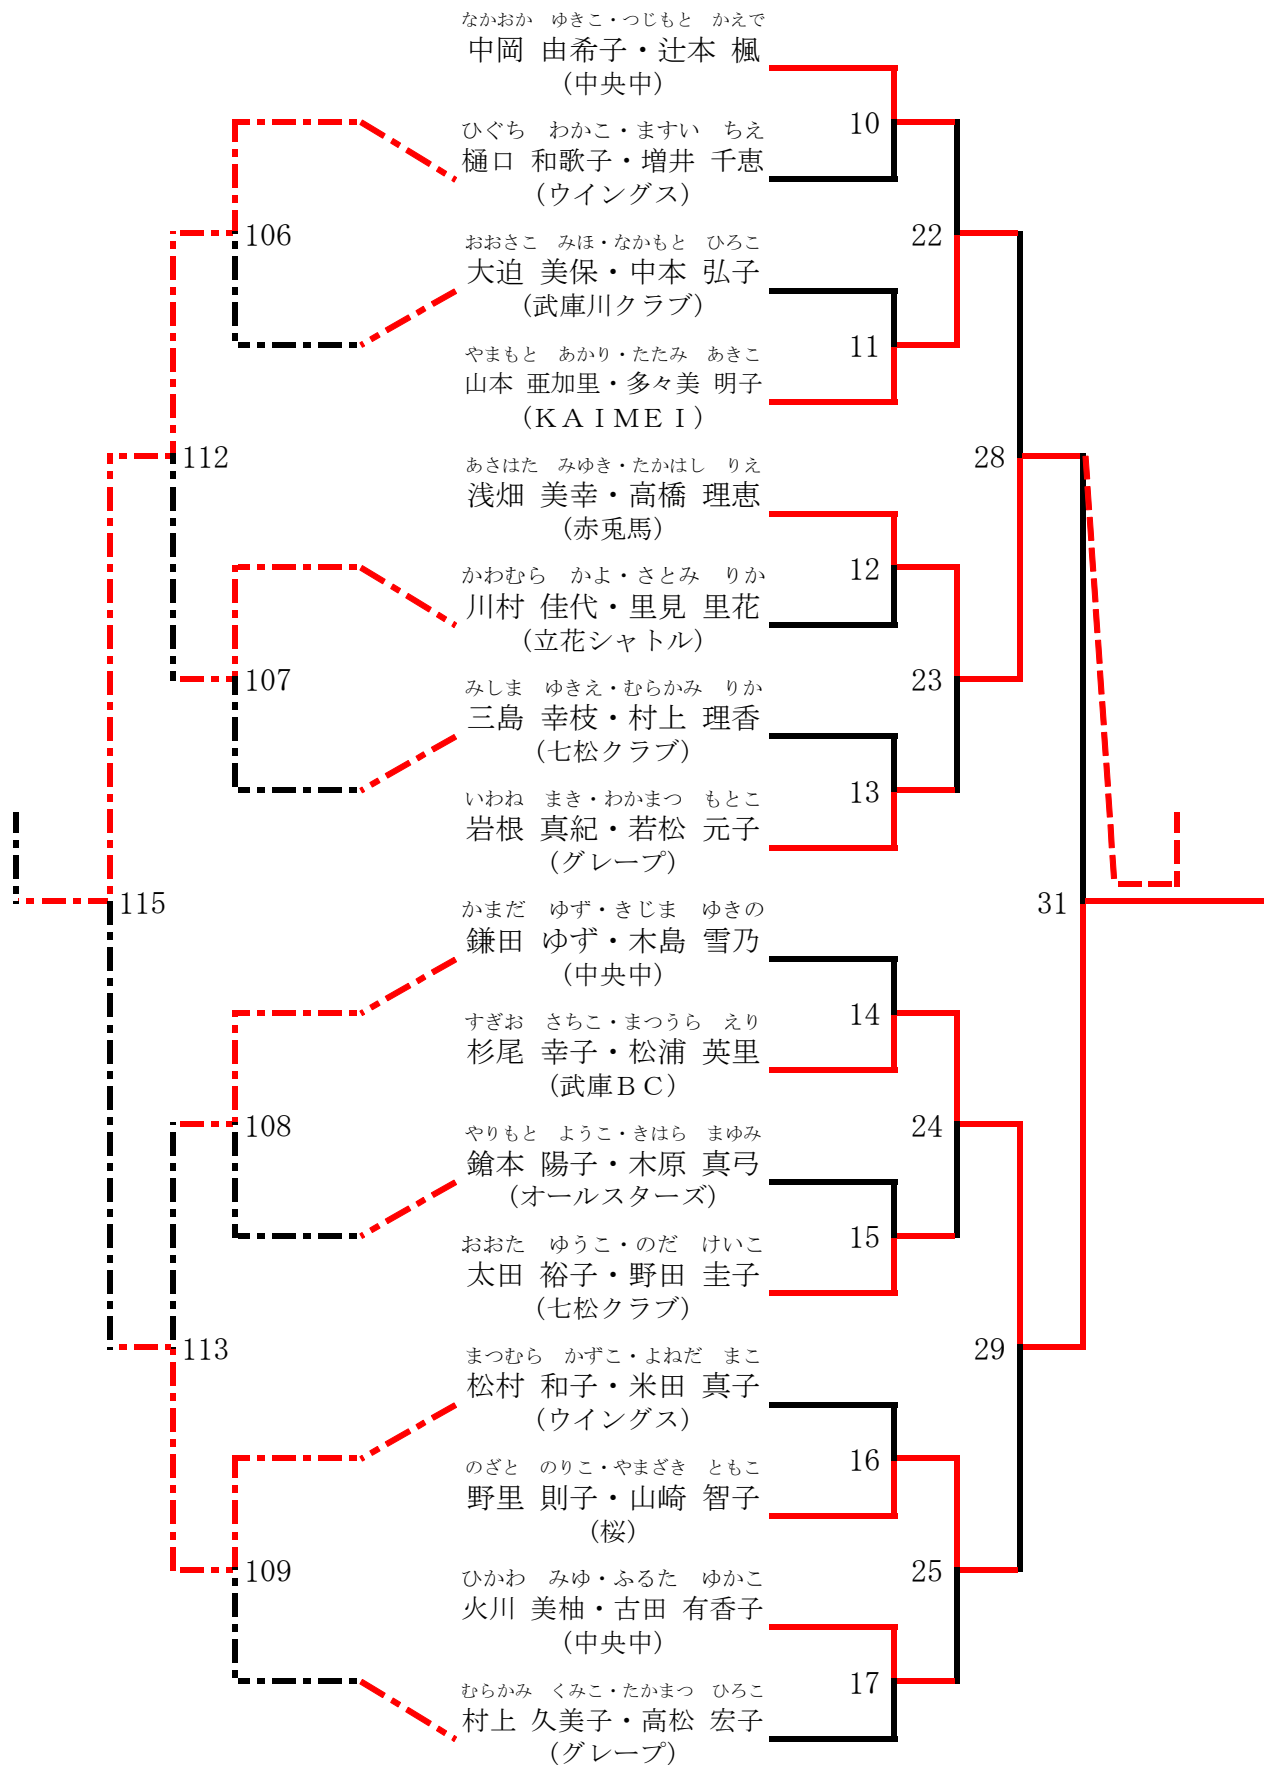 なかおか　ゆきこ・つじもと　かえで
中岡 由希子・辻本 楓
(中央中)
10
ひぐち　わかこ・ますい　ちえ
樋口 和歌子・増井 千恵
(ウイングス)
106
22
おおさこ　みほ・なかもと　ひろこ
大迫 美保・中本 弘子
(武庫川クラブ)
11
やまもと　あかり・たたみ　あきこ
山本 亜加里・多々美 明子
(ＫＡＩＭＥＩ)
112
28
あさはた　みゆき・たかはし　りえ
浅畑 美幸・高橋 理恵
(赤兎馬)
12
かわむら　かよ・さとみ　りか
川村 佳代・里見 里花
(立花シャトル)
107
23
みしま　ゆきえ・むらかみ　りか
三島 幸枝・村上 理香
(七松クラブ)
13
いわね　まき・わかまつ　もとこ
岩根 真紀・若松 元子
(グレープ)
115
31
かまだ　ゆず・きじま　ゆきの
鎌田 ゆず・木島 雪乃
(中央中)
14
すぎお　さちこ・まつうら　えり
杉尾 幸子・松浦 英里
(武庫ＢＣ)
108
24
やりもと　ようこ・きはら　まゆみ
鎗本 陽子・木原 真弓
(オールスターズ)
15
おおた　ゆうこ・のだ　けいこ
太田 裕子・野田 圭子
(七松クラブ)
113
29
まつむら　かずこ・よねだ　まこ
松村 和子・米田 真子
(ウイングス)
16
のざと　のりこ・やまざき　ともこ
野里 則子・山崎 智子
(桜)
109
25
ひかわ　みゆ・ふるた　ゆかこ
火川 美柚・古田 有香子
(中央中)
17
むらかみ　くみこ・たかまつ　ひろこ
村上 久美子・高松 宏子
(グレープ)